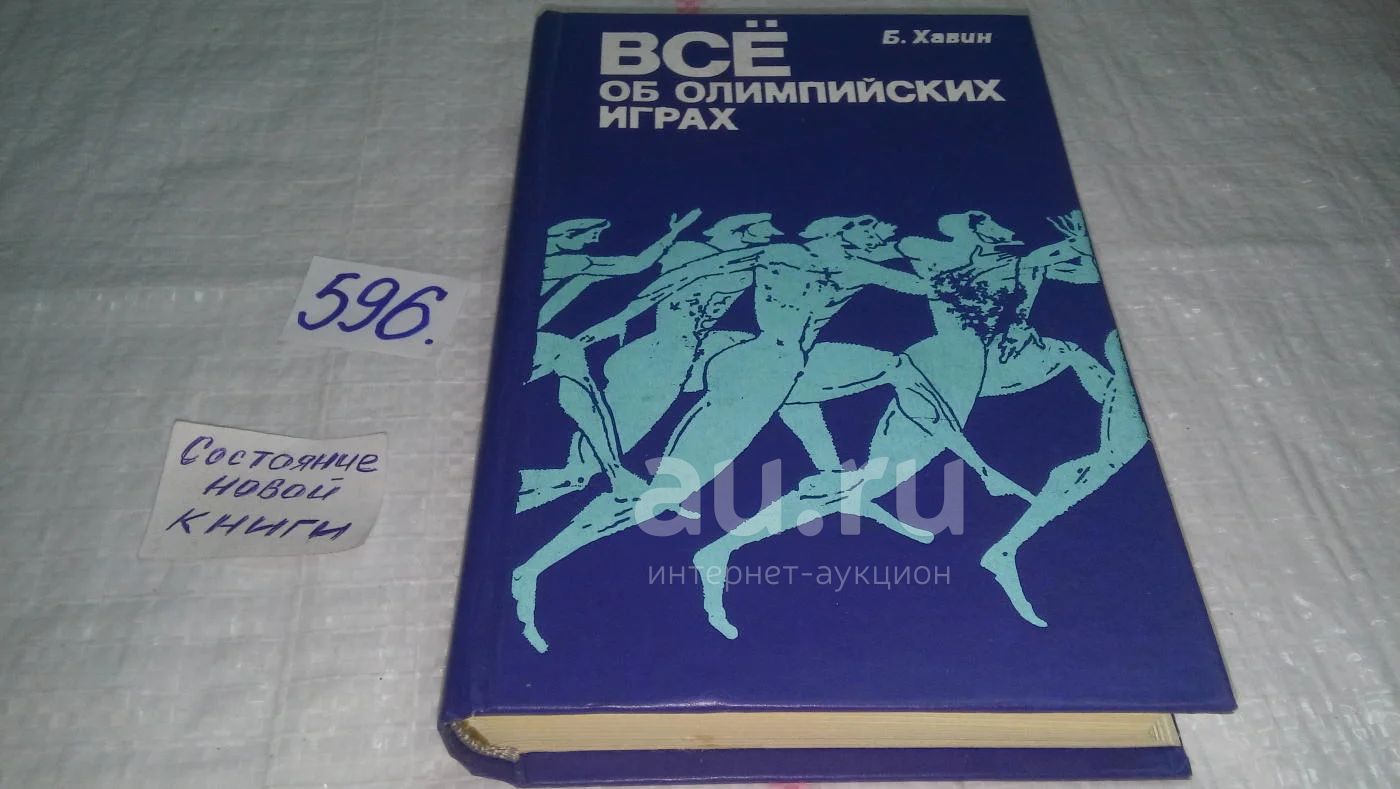 Б. Хавин
ВСЁ
ОБ ОЛИМПИЙСКИХ
ИГРАХ
596.
Состояние
новой
книги
au.ru
интернет-аукцион